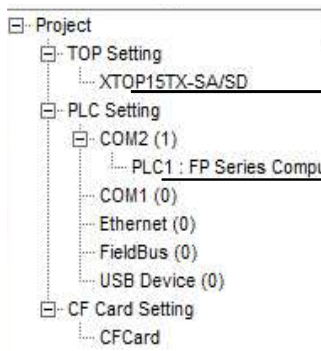 Project
TOP Setting
XTOP15TX-SA/SD
PLC Setting
COM2 (1)
PLC1 : FP Series
COM1 (0)
Ethernet (0)
FieldBus (0)
USB Device (0)
CF Card Setting
CFCard